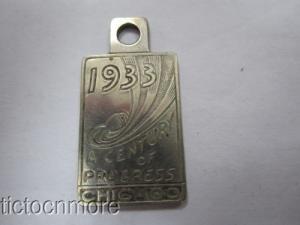 1933
A CENTURY
OF
PROGRESS
CHICAGO
tictocnmore